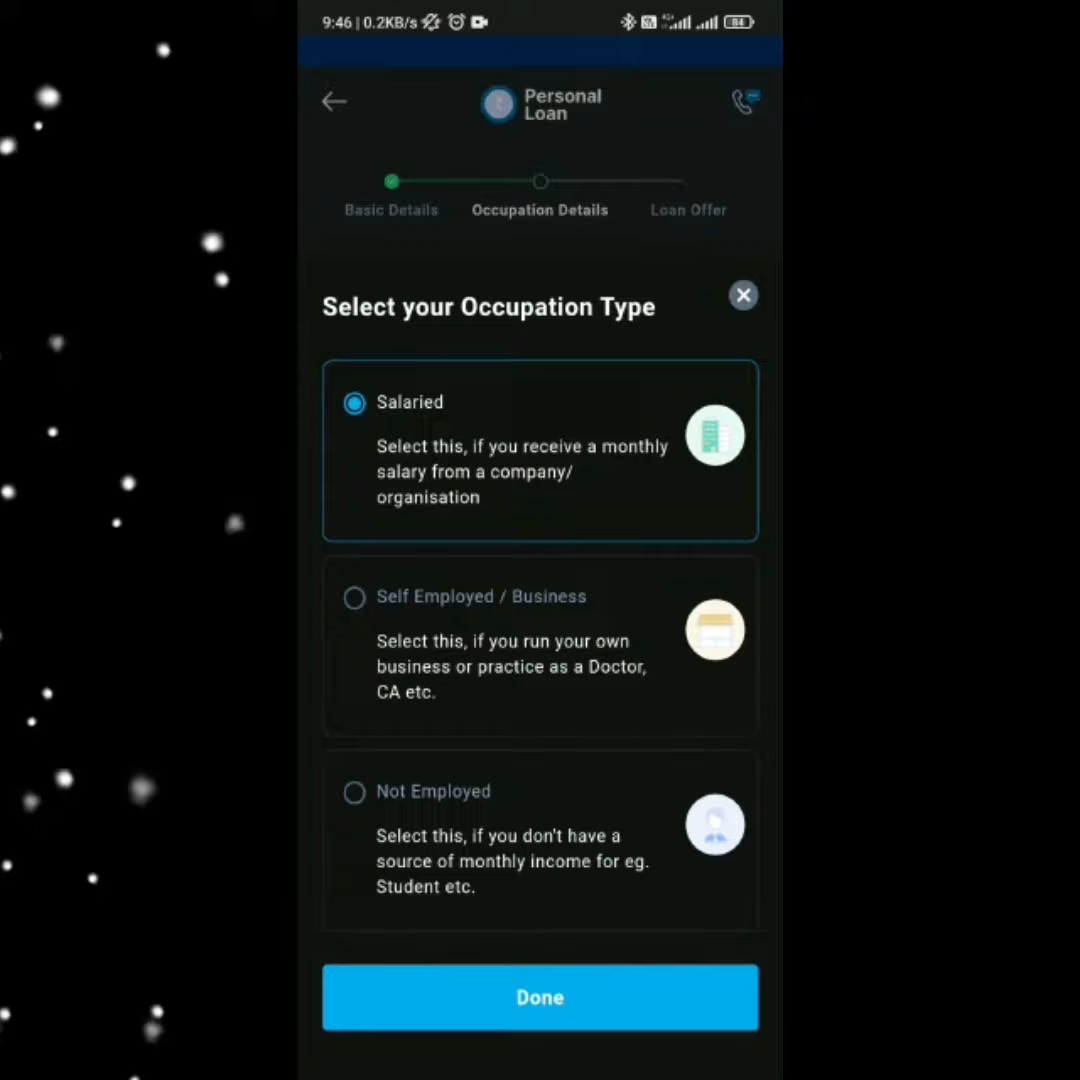 9:46 | 0.2KB/s
84
Personal
Loan
Basic Details
Occupation Details
Loan Offer
Select your Occupation Type
Salaried
Select this, if you receive a monthly
salary from a company/
organisation
Self Employed / Business
Select this, if you run your own
business or practice as a Doctor,
CA etc.
Not Employed
Select this, if you don't have a
source of monthly income for eg.
Student etc.
Done